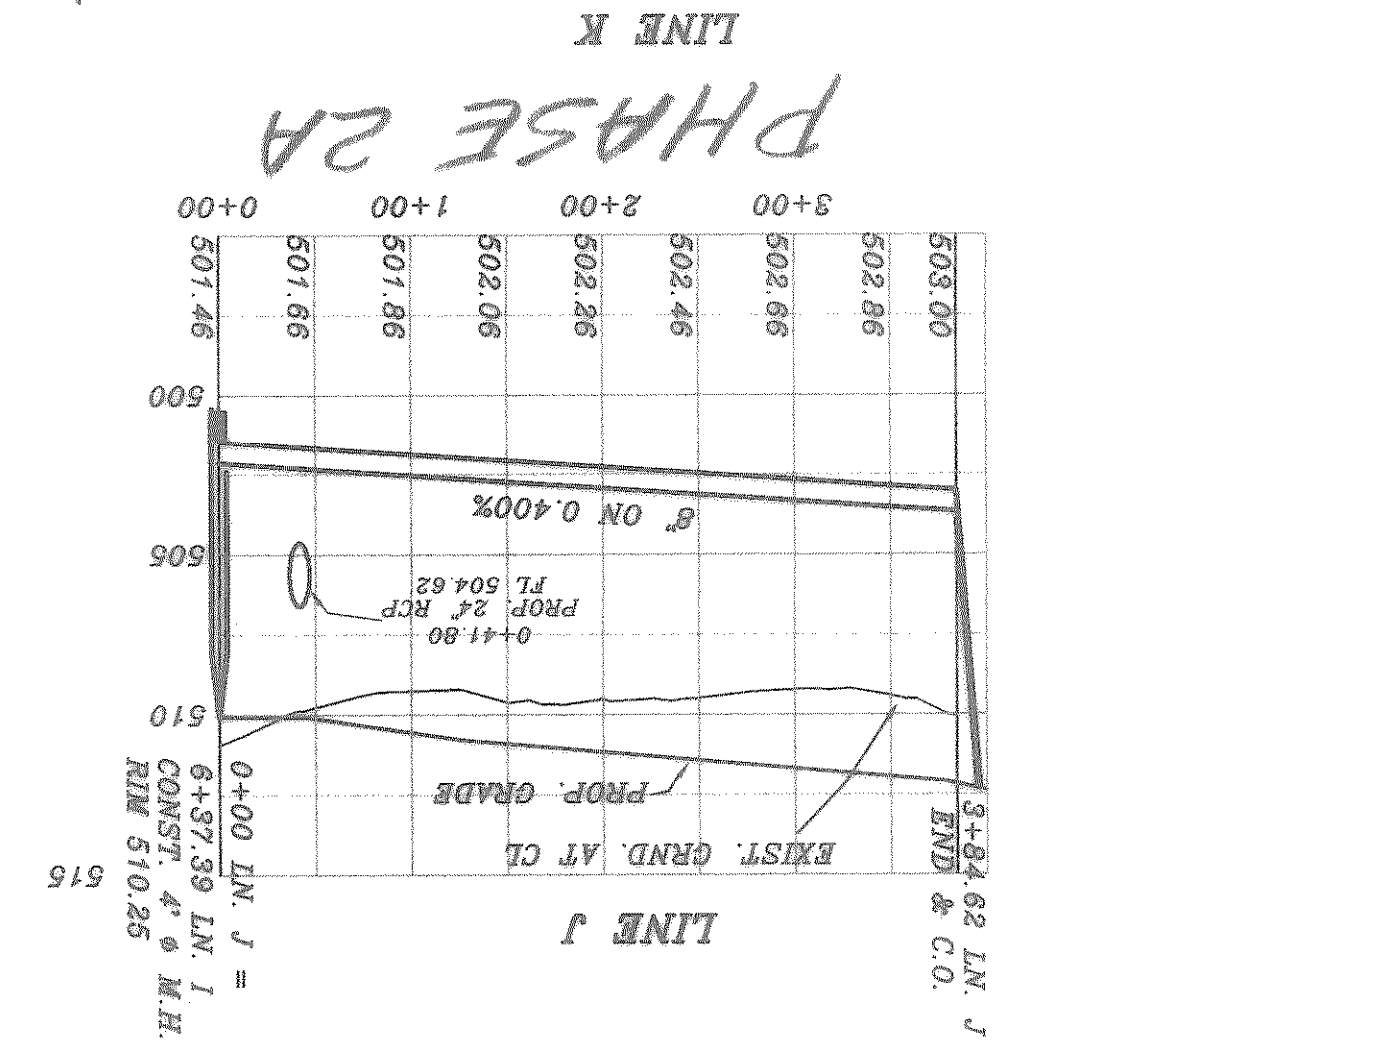 LINE K
PHASE 2A
0+00 1+00 2+00 3+00
501.46
501.66
501.86
502.06
502.26
502.46
502.66
502.86
503.00
500
505
510
515
8" ON 0.400%
0+41.80
PROP. 24" RCP
FL 504.62
PROP. GRADE
EXIST. GRND. AT CL
LINE J
0+00 LN. J =
6+37.39 LN. I
CONST. 4' ø M.H.
RIM 510.25
3+84.62 LN. J
END & C.O.